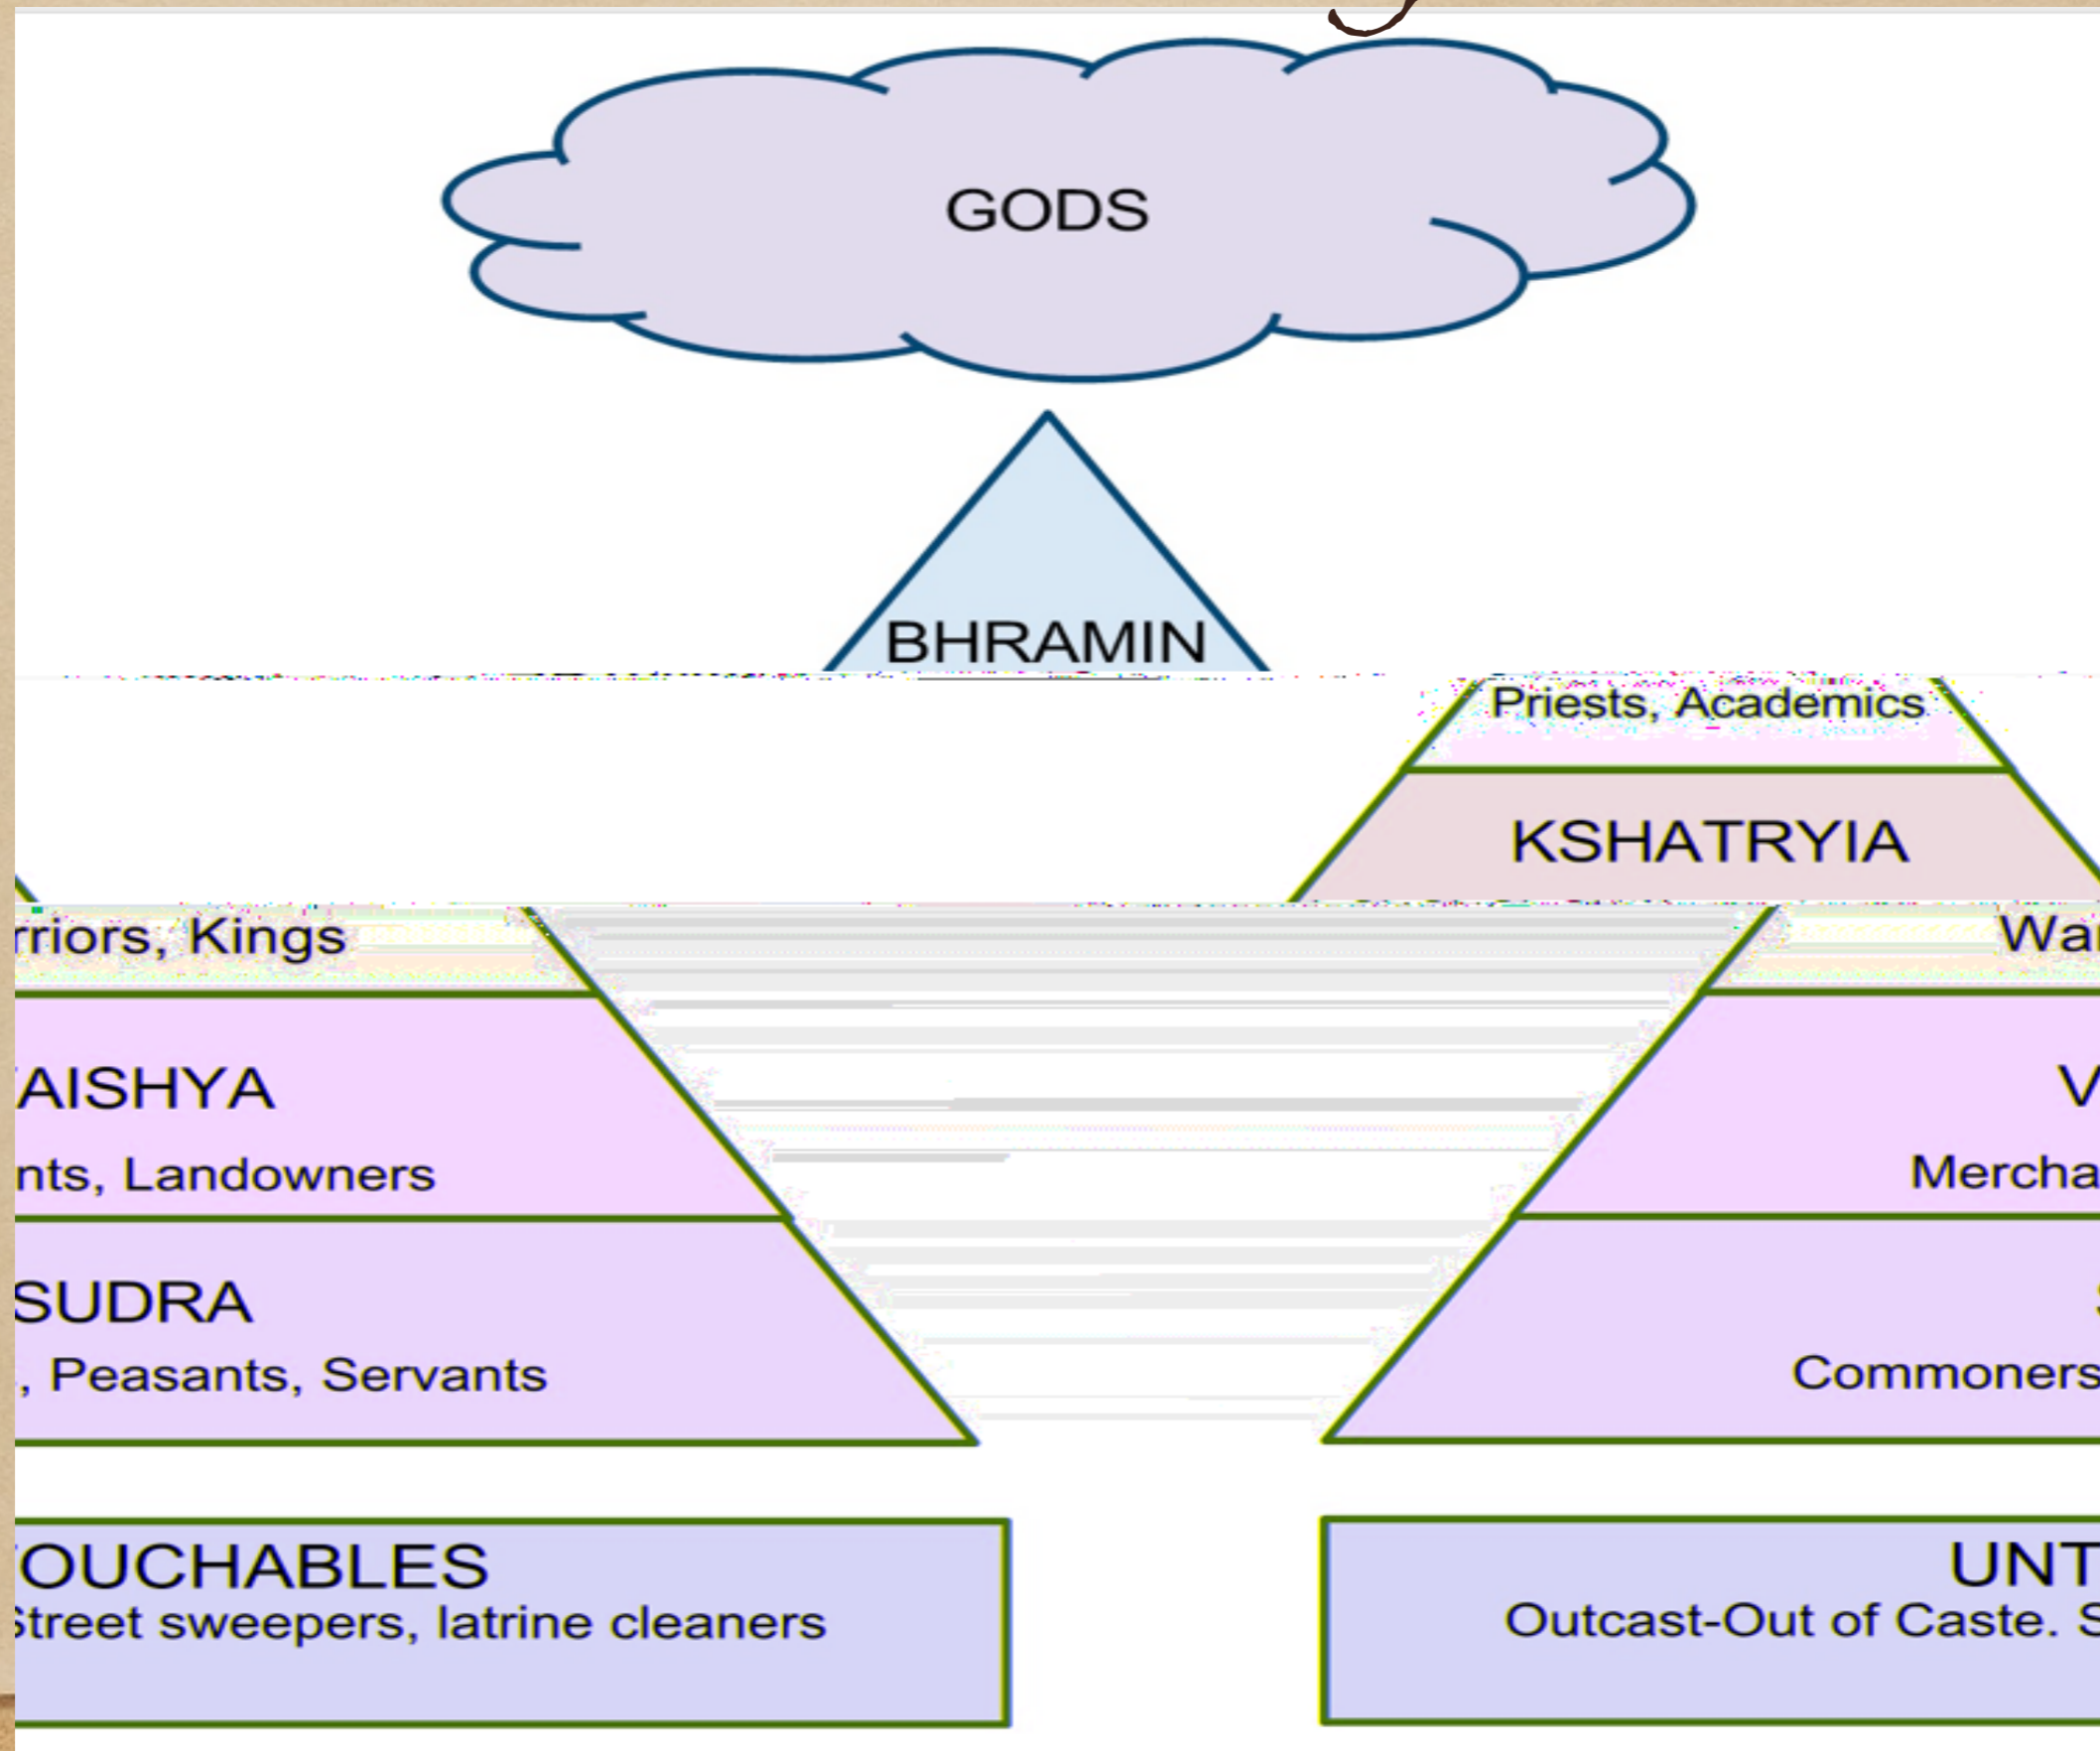 GODS
BHRAMIN
Priests, Academics
KSHATRYIA
rriors, Kings
Wa
AISHYA
V
nts, Landowners
Mercha
SUDRA
, Peasants, Servants
Commoners
OUCHABLES
UNT
Street sweepers, latrine cleaners
Outcast-Out of Caste. S